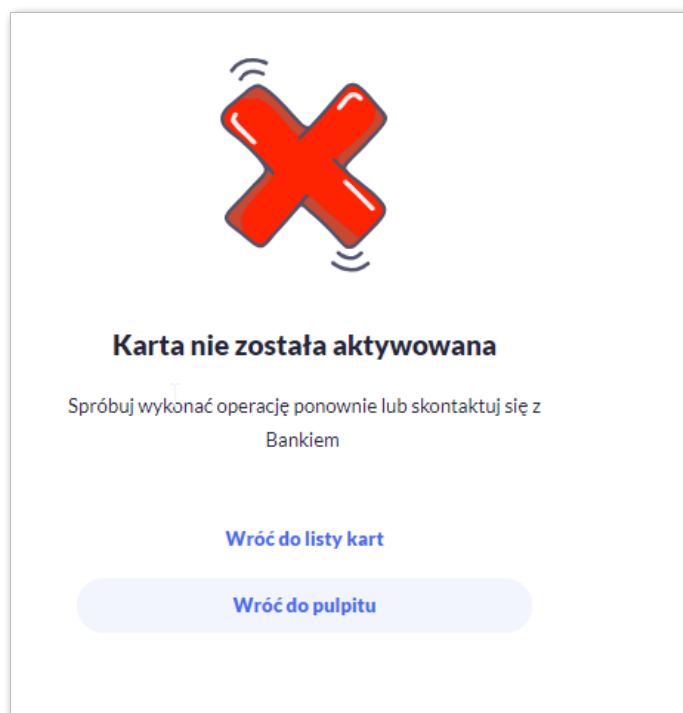 Karta nie została aktywowana
Spróbuj wykonać operację ponownie lub skontaktuj się z
Bankiem
Wróć do listy kart
Wróć do pulpitu